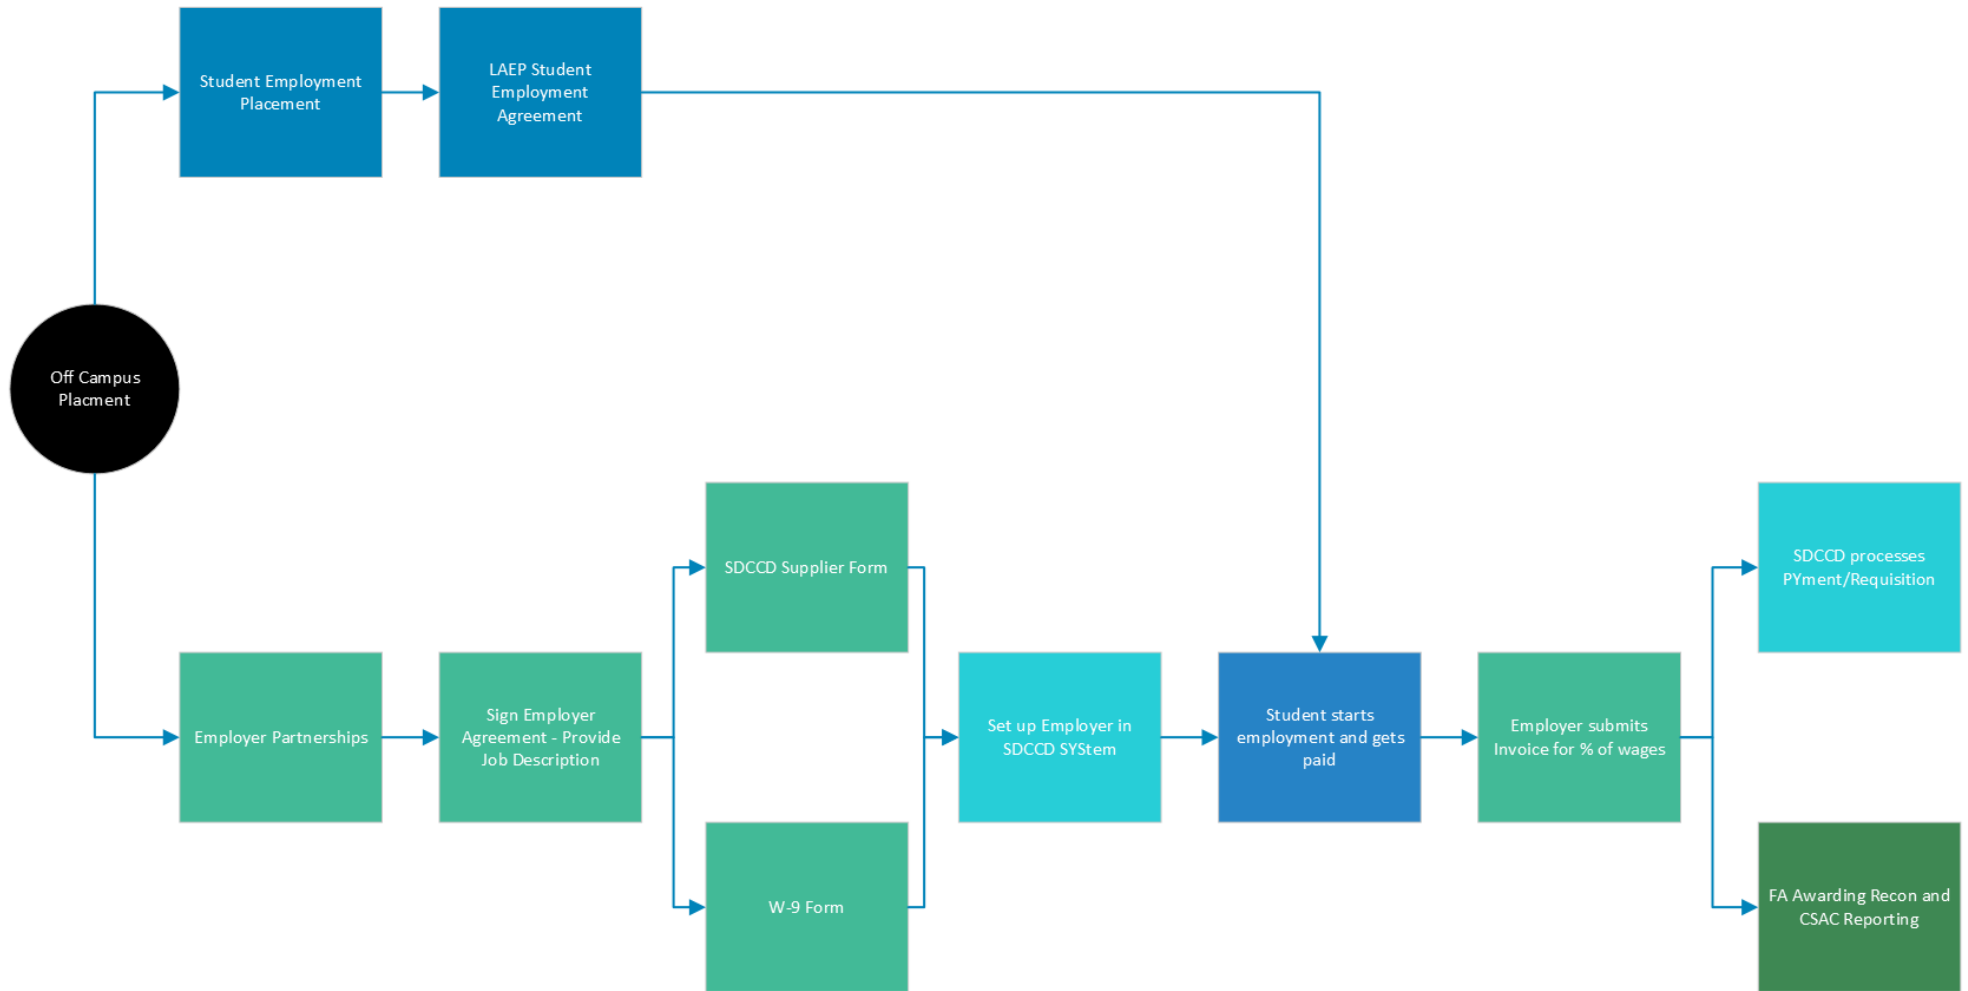 Student Employment
Placement
LAEP Student
Employment
Agreement
Off Campus
Placment
SDCCD Supplier Form
SDCCD processes
PYment/Requisition
Employer Partnerships
Sign Employer
Agreement - Provide
Job Description
Set up Employer in
SDCCD SYStem
Student starts
employment and gets
paid
Employer submits
Invoice for % of wages
W-9 Form
FA Awarding Recon and
CSAC Reporting